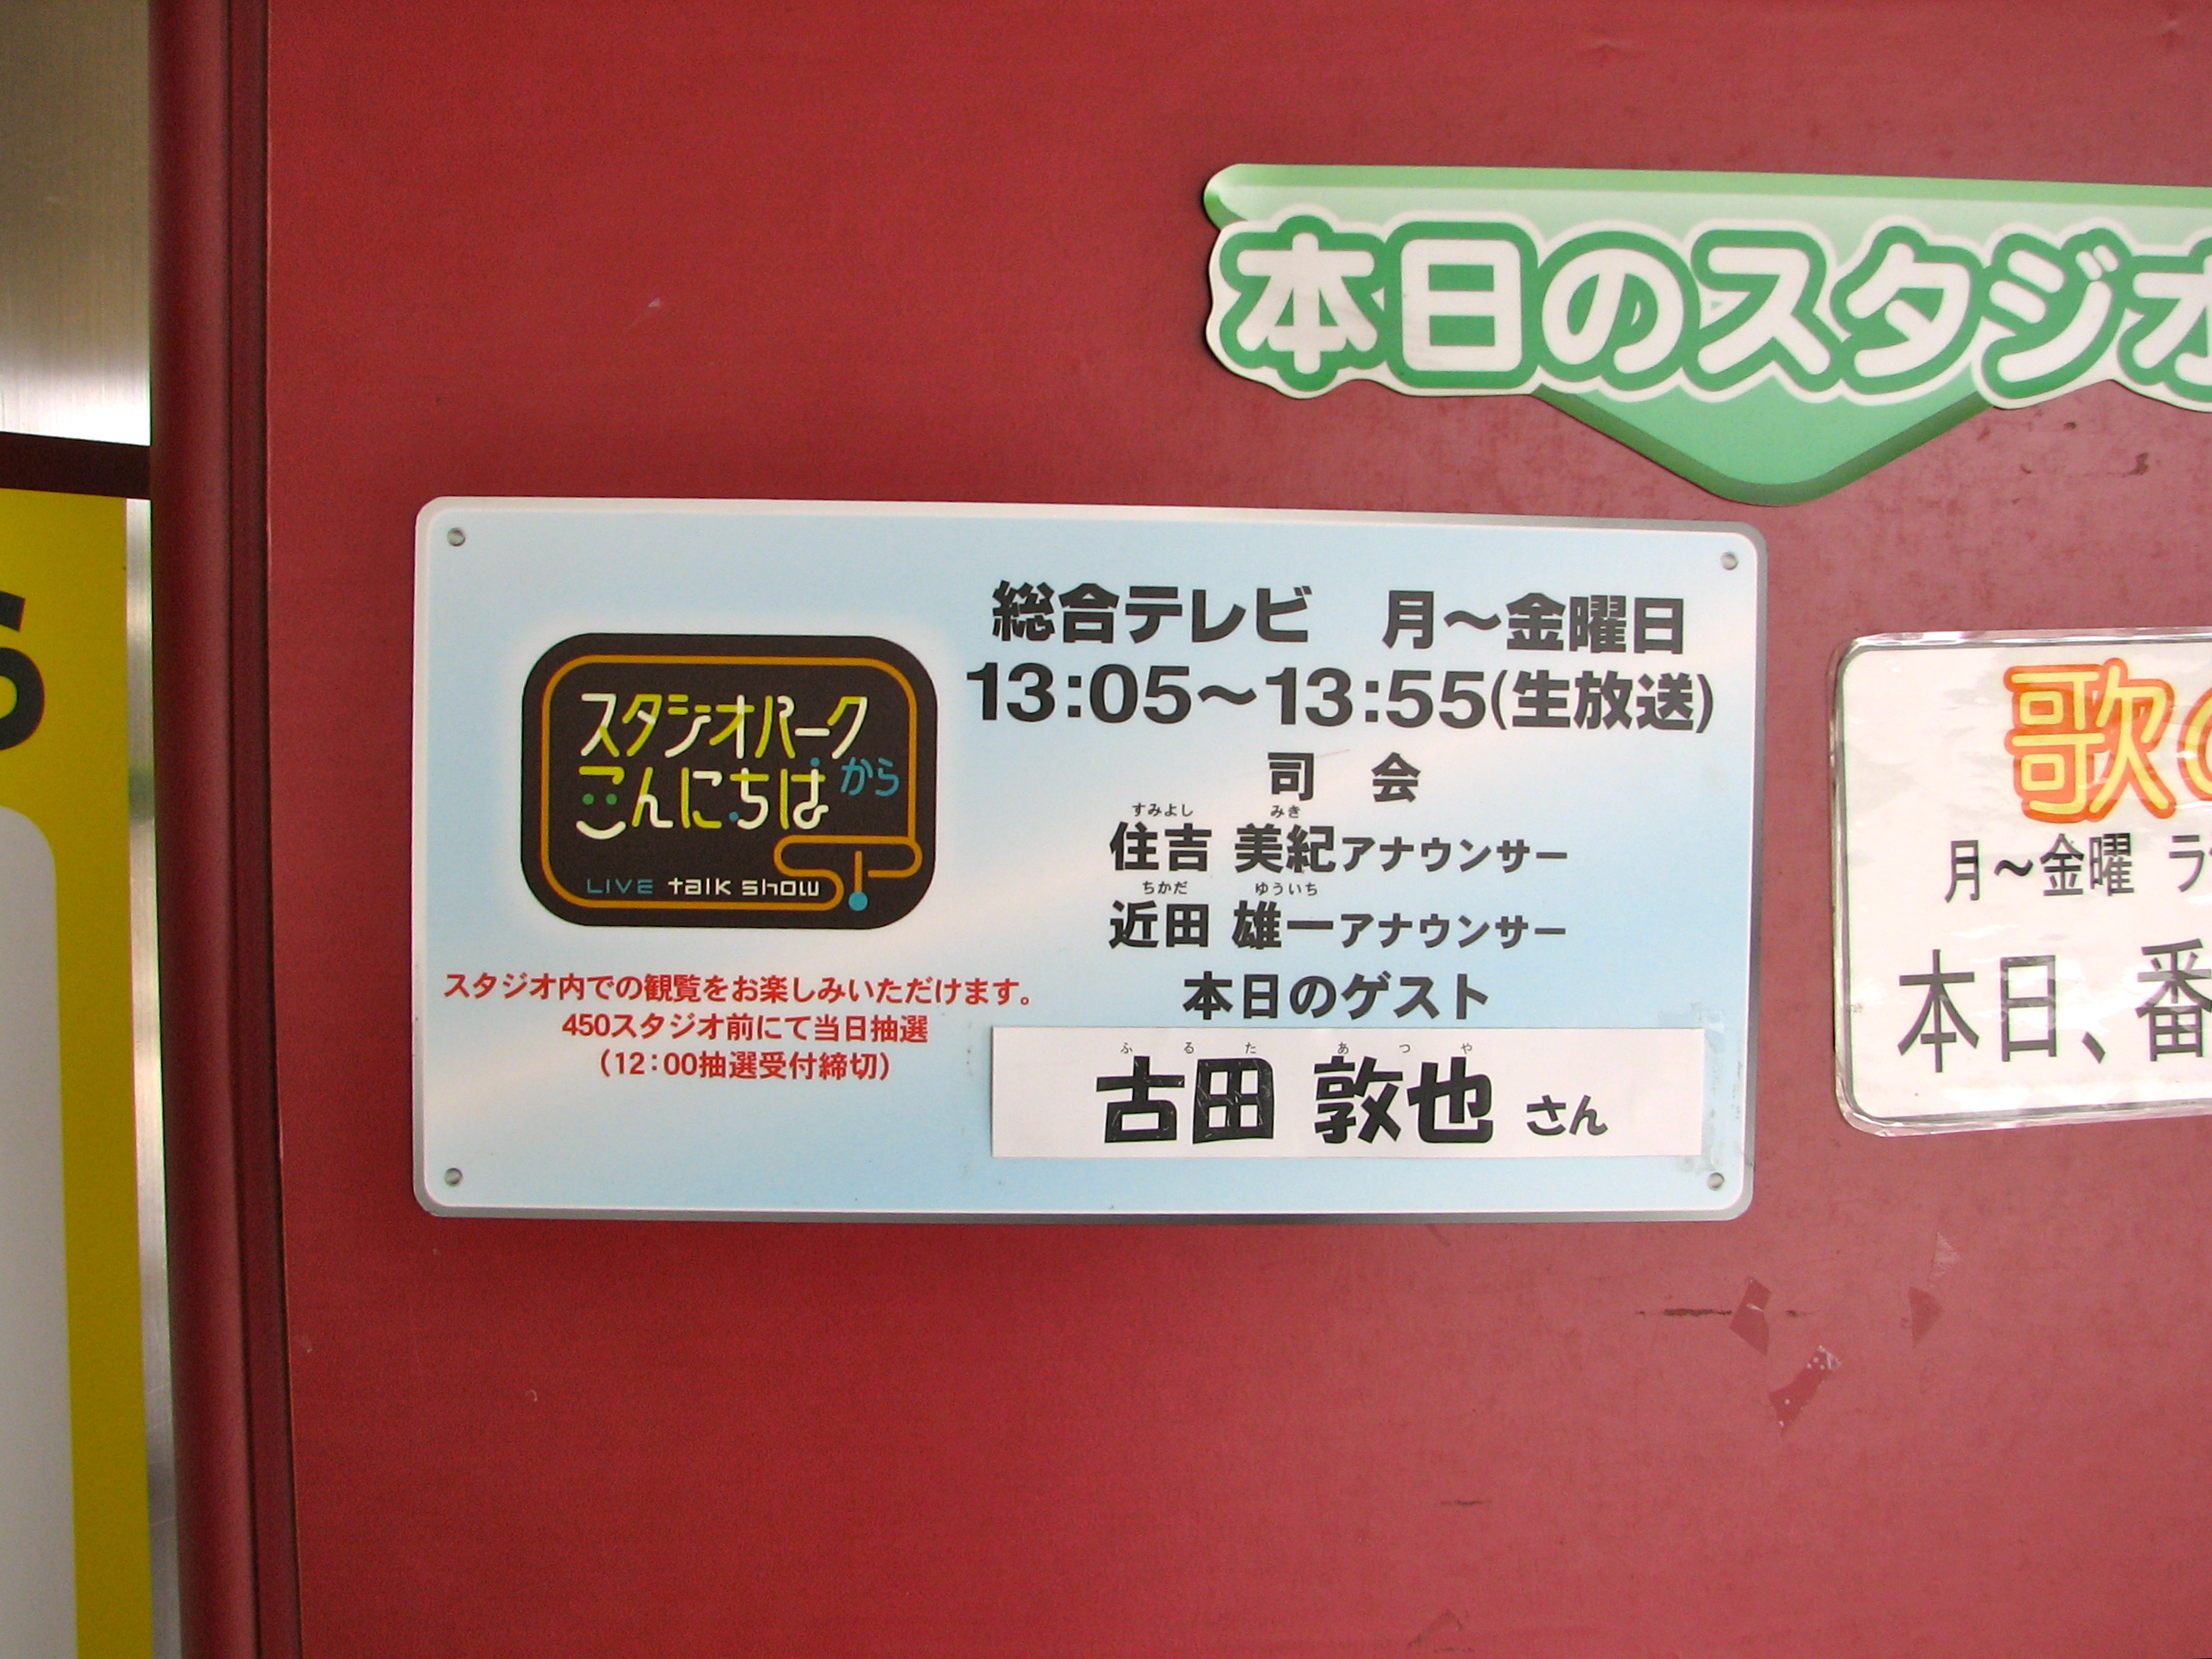 本日のスタジオ
総合テレビ 月〜金曜日
13:05〜13:55(生放送)
司 会
すみよし みき
住吉 美紀アナウンサー
ちかだ ゆういち
近田 雄一アナウンサー
本日のゲスト
ふるた あつや
古田 敦也 さん
スタジオパーク
こんにちは から
LIVE talk show
スタジオ内での観覧をお楽しみいただけます。
450スタジオ前にて当日抽選
(12:00抽選受付締切)
歌の
月〜金曜 ラ
本日、番